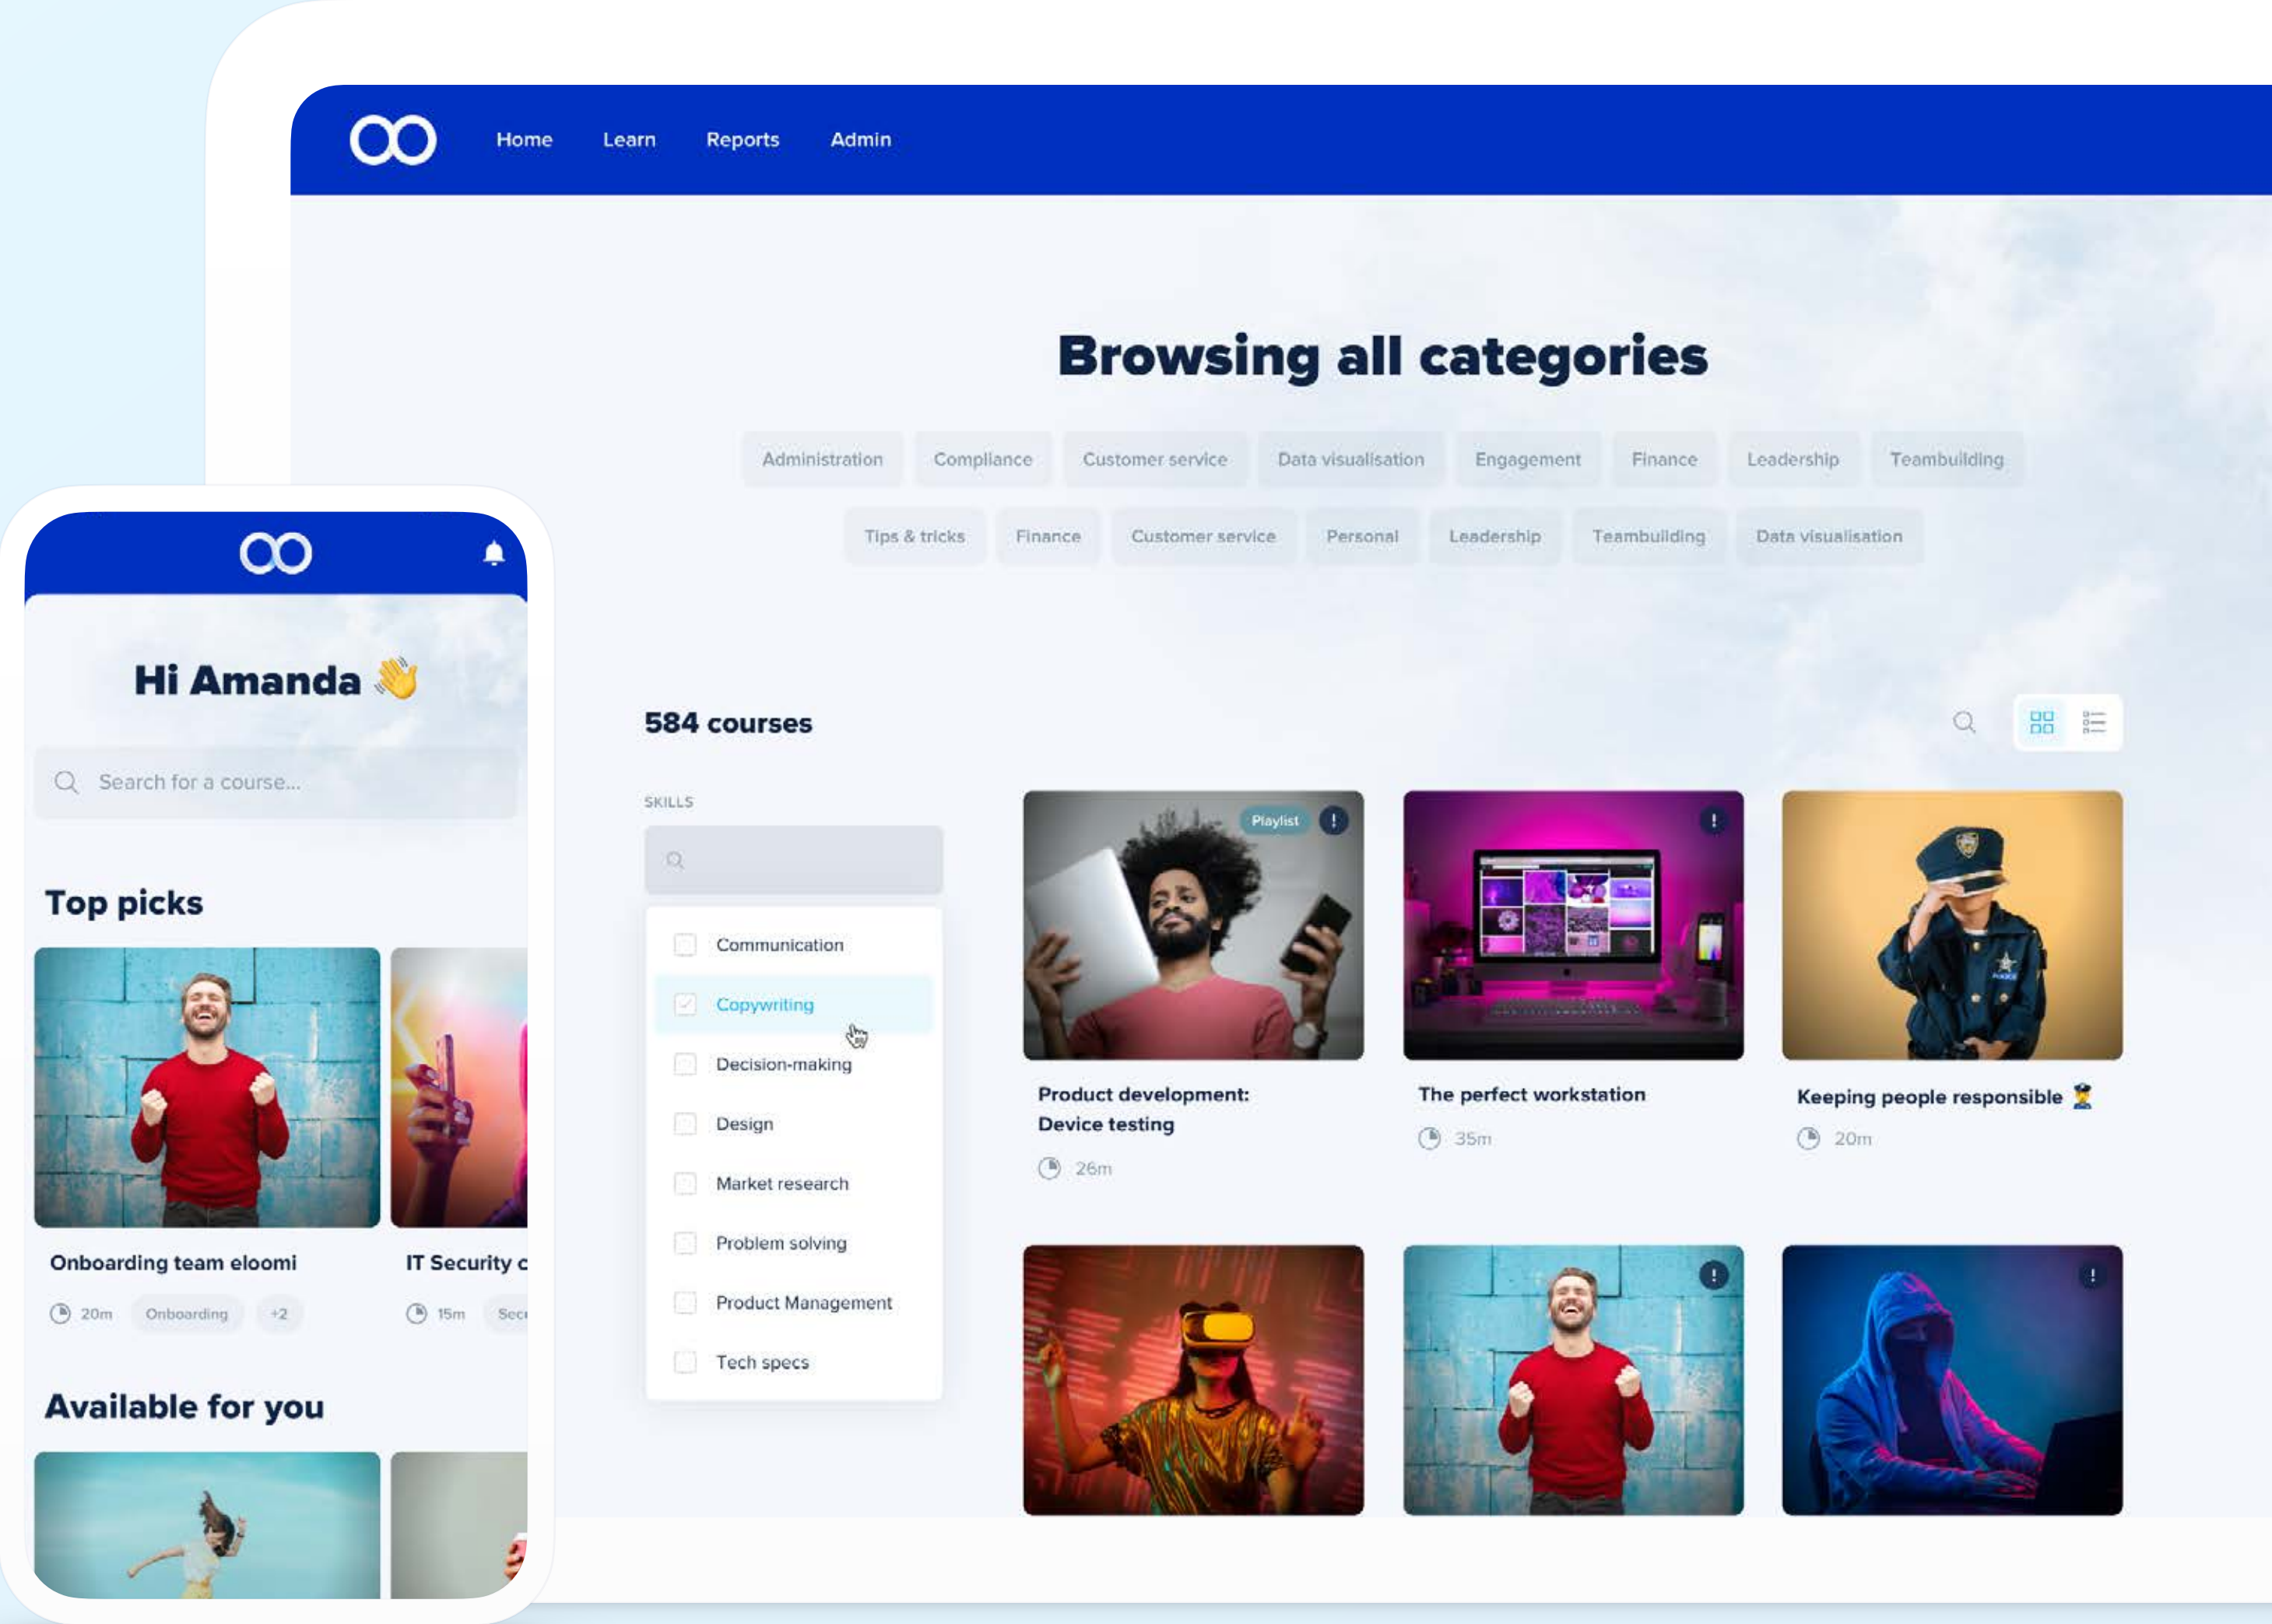 Home Learn Reports Admin
Browsing all categories
Administration Compliance Customer service Data visualisation Engagement Finance Leadership Teambuilding
Tips & tricks Finance Customer service Personal Leadership Teambuilding Data visualisation
584 courses
SKILLS
Communication
Copywriting
Decision-making
Design
Market research
Problem solving
Product Management
Tech specs
Playlist !
Product development:
Device testing
26m
!
The perfect workstation
35m
Keeping people responsible 👮
20m
!
!
Hi Amanda 👋
Search for a course...
Top picks
Onboarding team eloomi
20m Onboarding +2
IT Security c
15m Secu
Available for you